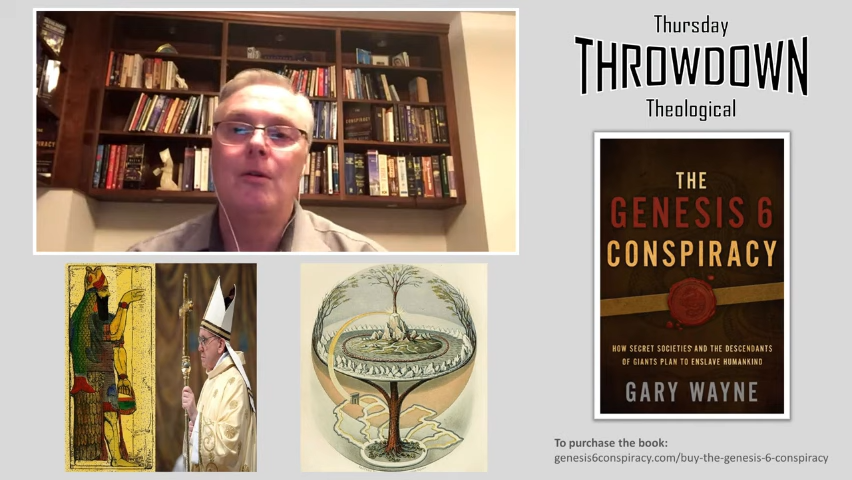 Thursday
THROWDOWN
Theological
THE
GENESIS 6
CONSPIRACY
HOW SECRET SOCIETIES AND THE DESCENDANTS
OF GIANTS PLAN TO ENSLAVE HUMANKIND
GARY WAYNE
To purchase the book:
genesis6conspiracy.com/buy-the-genesis-6-conspiracy